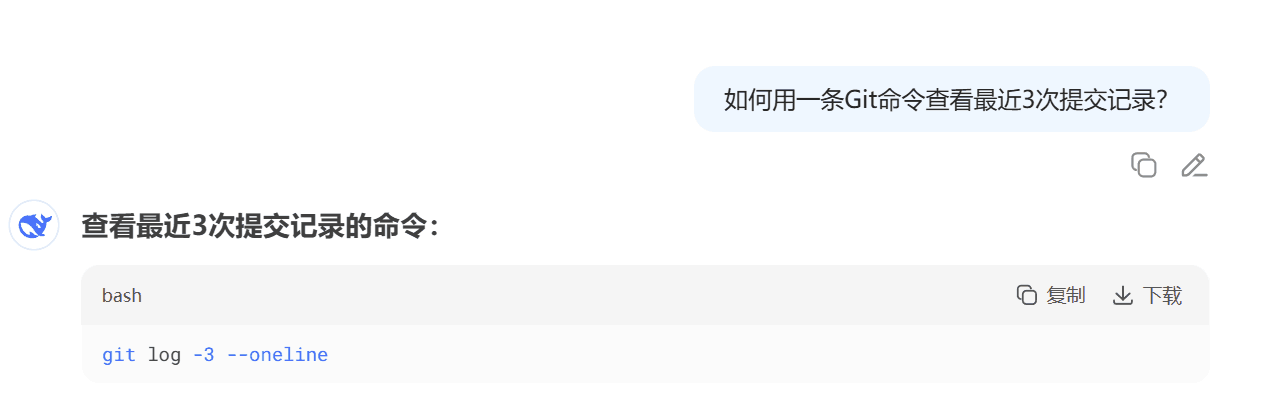 如何用一条Git命令查看最近3次提交记录?
查看最近3次提交记录的命令：
bash
复制
下载
git log -3 --oneline